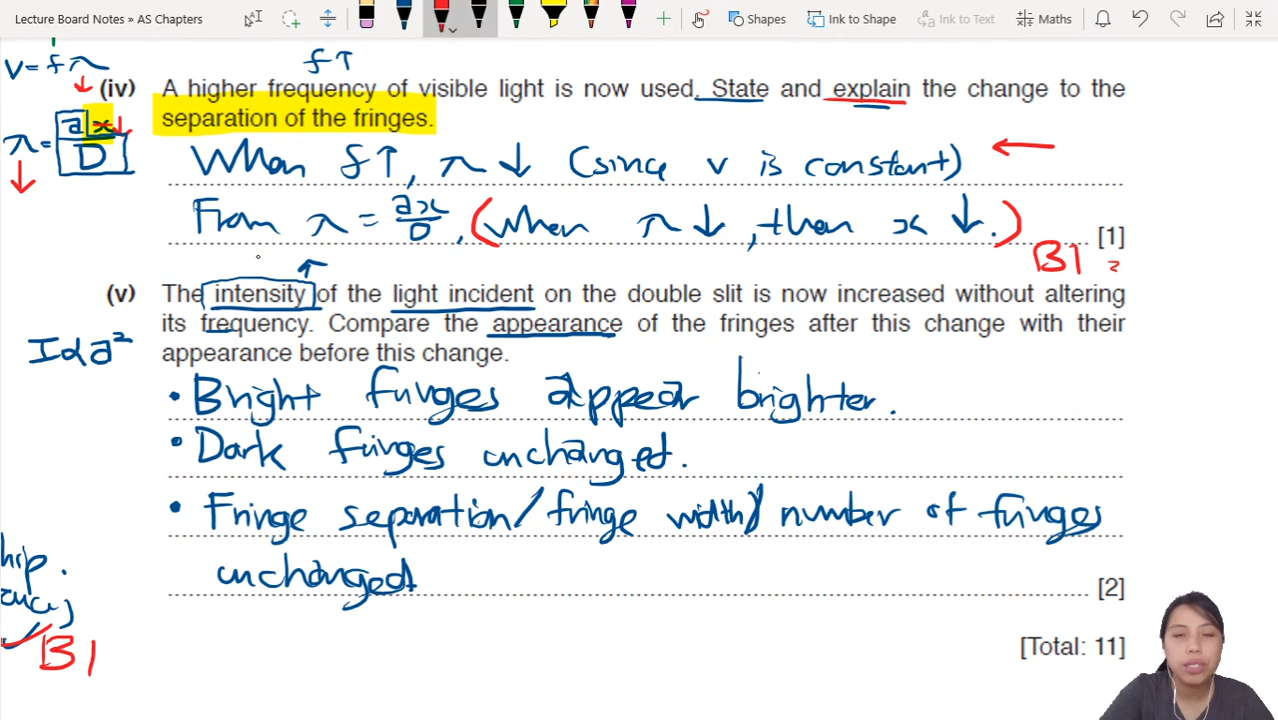 Lecture Board Notes » AS Chapters
Shapes
Ink to Shape
Ink to Text
Maths
v = fλ
f↑
(iv) A higher frequency of visible light is now used. State and explain the change to the
separation of the fringes.
λ = ax/D
When f↑, λ↓ (since v is constant)
From λ = ax/D, (when λ↓, then x↓.)
[1]
B1
(v) The intensity of the light incident on the double slit is now increased without altering
its frequency. Compare the appearance of the fringes after this change with their
appearance before this change.
I∝a²
• Bright fringes appear brighter.
• Dark fringes unchanged.
• Fringe separation/fringe width/number of fringes
unchanged
[2]
hip.
B1
[Total: 11]